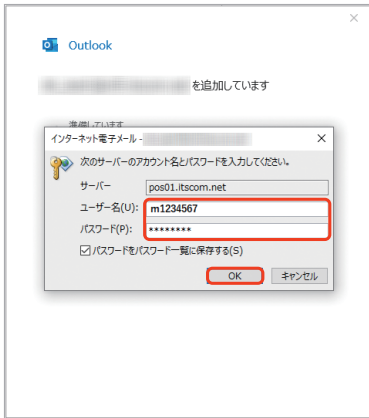 Outlook
を追加しています
準備しています
インターネット電子メール -
次のサーバーのアカウント名とパスワードを入力してください。
サーバー pos01.itscom.net
ユーザー名(U): m1234567
パスワード(P): ********
パスワードをパスワード一覧に保存する(S)
OK キャンセル